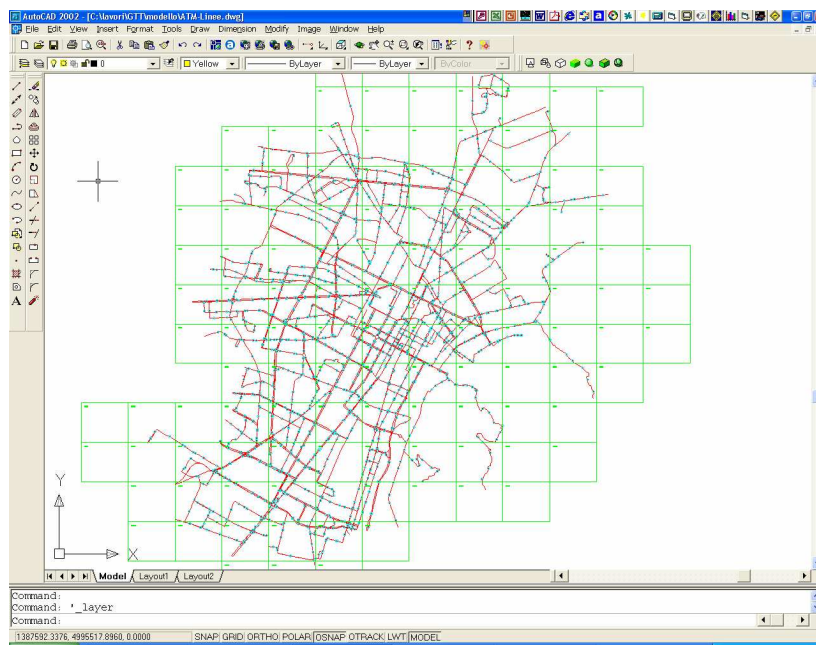 AutoCAD 2002 - [C:\lavori\GTT\modello\ATM-Linee.dwg]
File Edit View Insert Format Tools Draw Dimension Modify Image Window Help
0 Yellow ByLayer ByLayer ByColor
A
Y
X
Model Layout1 Layout2
Command:
Command: '_layer
Command:
1387592.3376, 4995517.8960, 0.0000 SNAP GRID ORTHO POLAR OSNAP OTRACK LWT MODEL